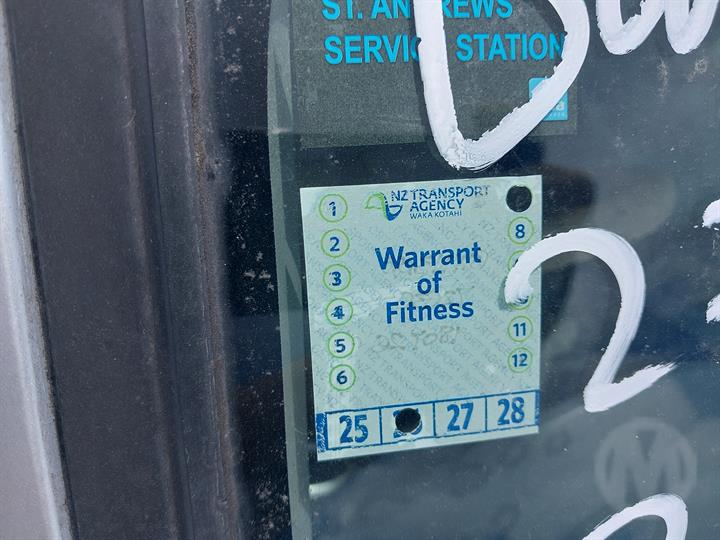 ST. ANDREWS
SERVICE STATION
NZ TRANSPORT
AGENCY
WAKA KOTAHI
Warrant
of
Fitness
1
2
3
4
5
6
8
11
12
25
27
28
2